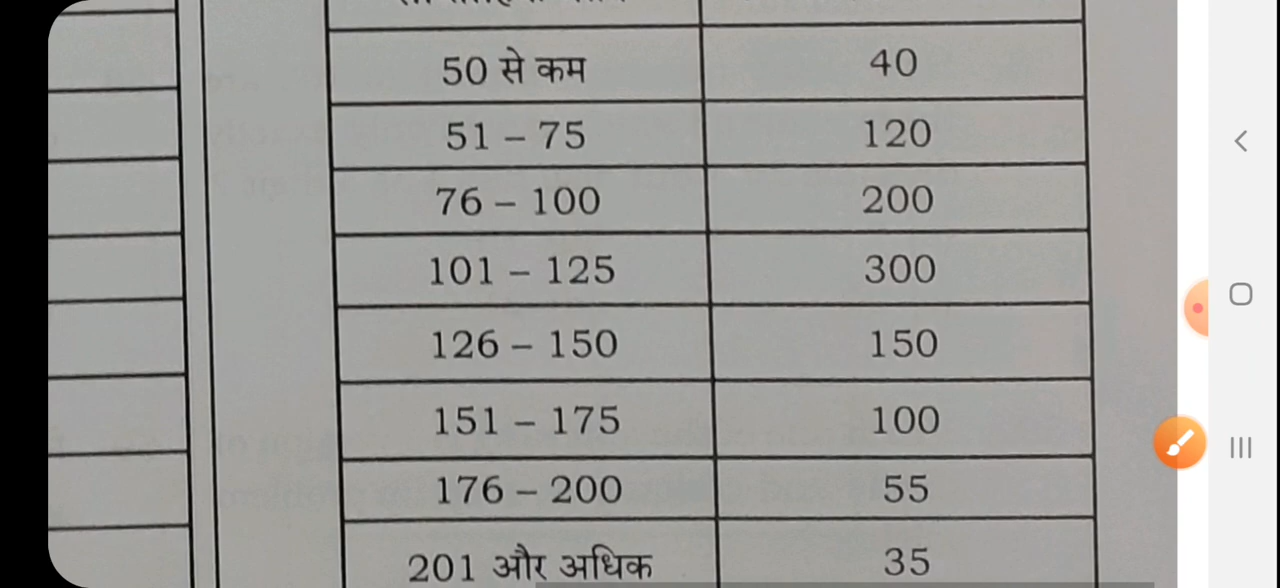 50 से कम 40
51 – 75 120
76 – 100 200
101 – 125 300
126 – 150 150
151 – 175 100
176 – 200 55
201 और अधिक 35